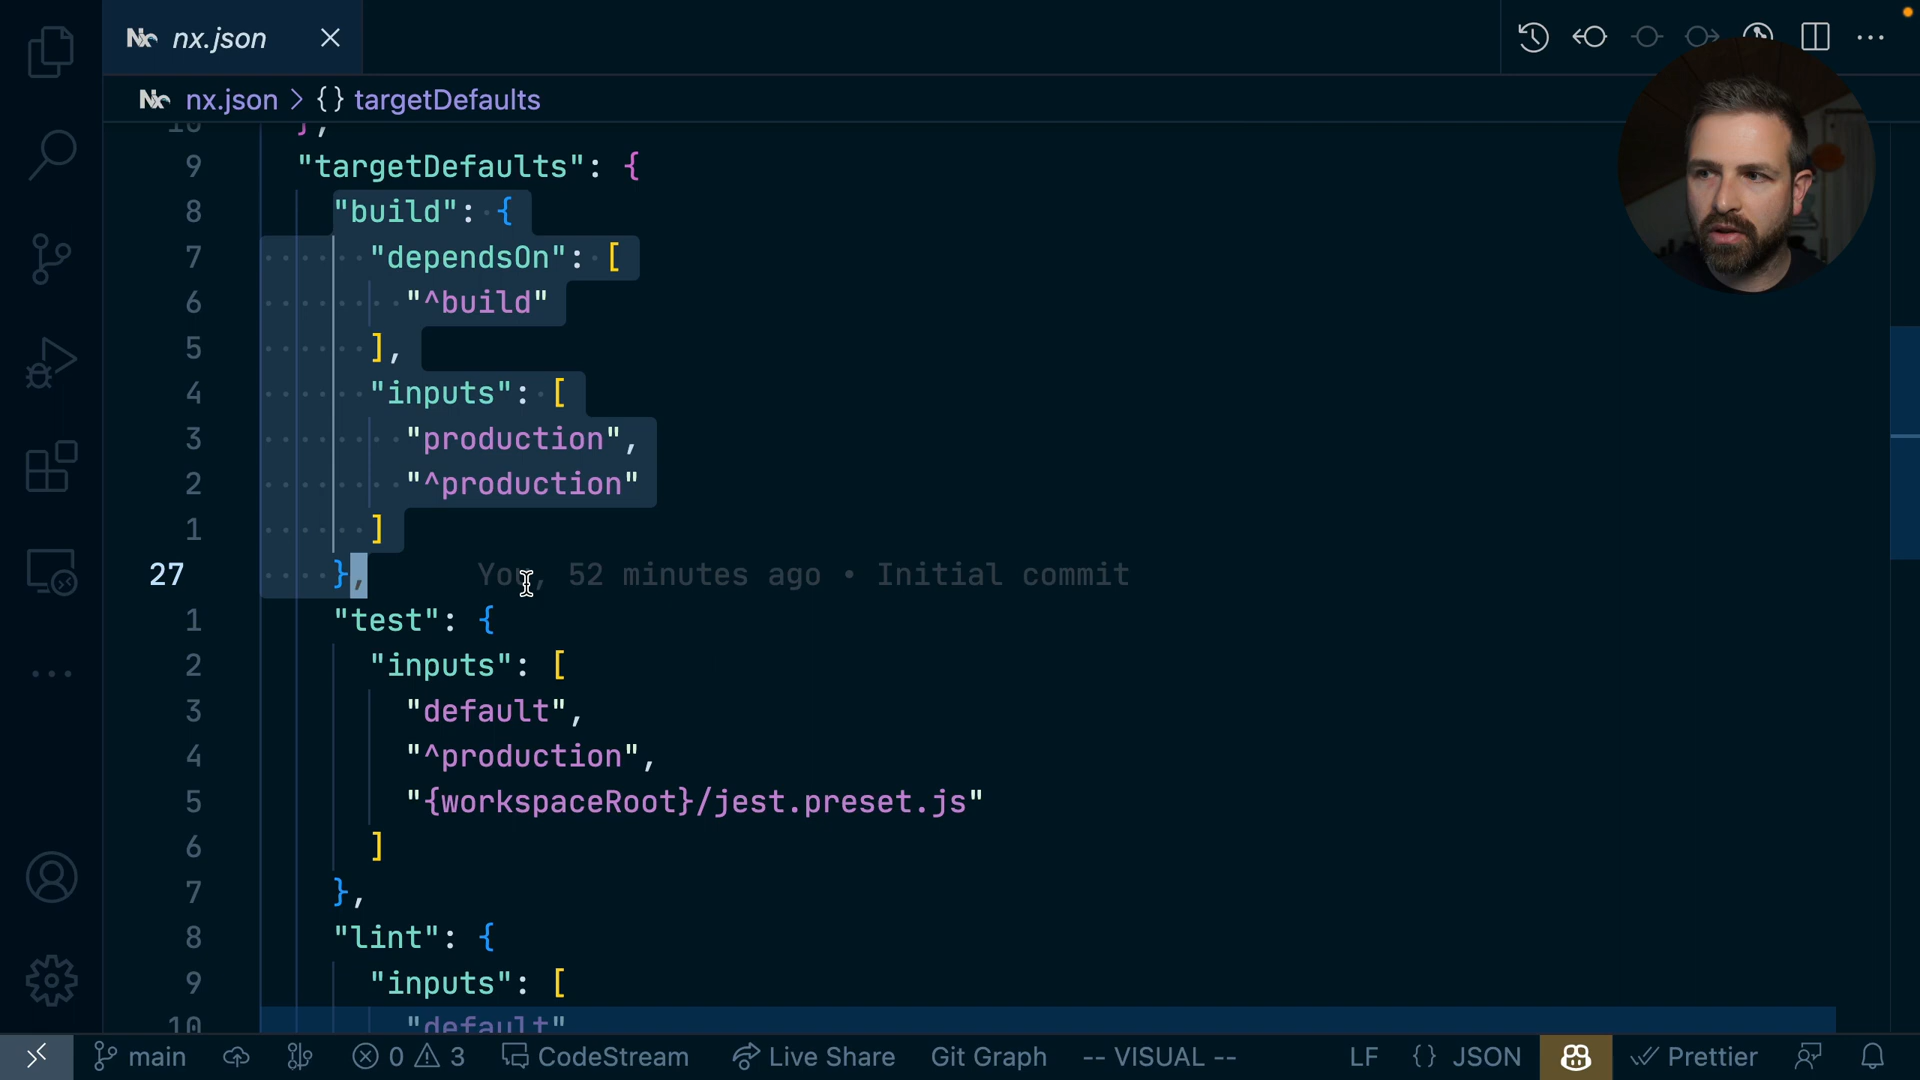 nx.json
nx.json > {} targetDefaults
10 },
9 "targetDefaults": {
8 "build": {
7 "dependsOn": [
6 "^build"
5 ],
4 "inputs": [
3 "production",
2 "^production"
1 ]
27 }, You, 52 minutes ago • Initial commit
1 "test": {
2 "inputs": [
3 "default",
4 "^production",
5 "{workspaceRoot}/jest.preset.js"
6 ]
7 },
8 "lint": {
9 "inputs": [
10 "default"
main 0 3 CodeStream Live Share Git Graph -- VISUAL -- LF {} JSON Prettier